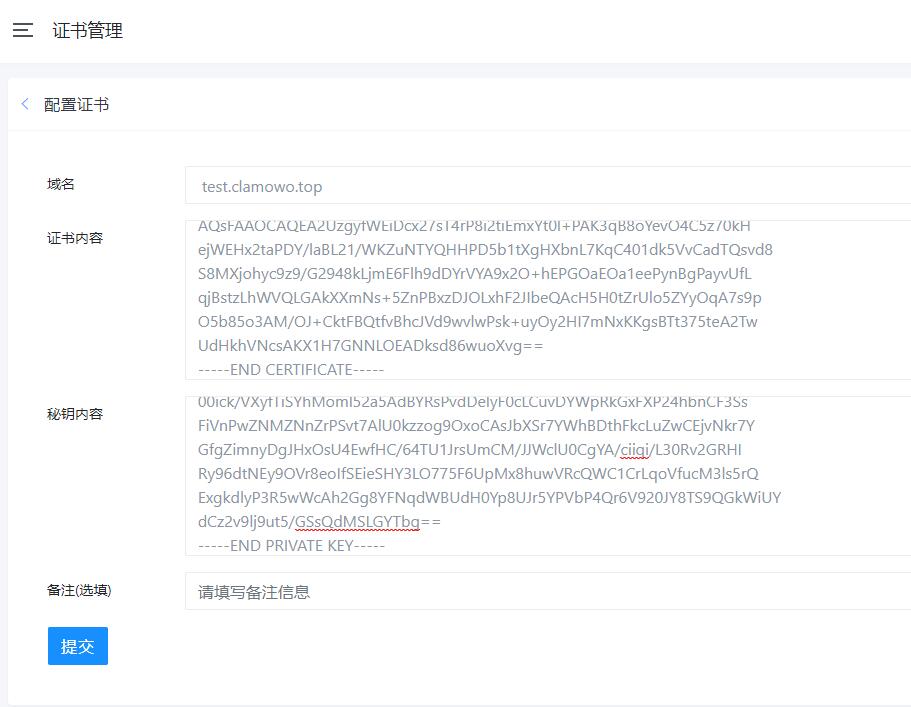 证书管理
配置证书
域名
test.clamowo.top
证书内容
AQsFAAOCAQEA2UzgyfWEiDcx27sT4rP8i2tiEmxYt0l+PAK3qB8oYevO4C5z70kH
ejWEHx2taPDY/laBL21/WKZuNTYQHHPD5b1tXgHXbnL7KqC401dk5VvCadTQsvd8
S8MXjohyc9z9/G2948kLjmE6Flh9dDYrVYA9x2O+hEPGOaEOa1eePynBgPayvUfL
qjBstzLhWVQLGAkXXmNs+5ZnPBxzDJOLxhF2JIbeQAcH5H0tZrUlo5ZYyOqA7s9p
O5b85o3AM/OJ+CktFBQtfvBhcJVd9wvlwPsk+uyOy2HI7mNxKKgsBTt375teA2Tw
UdHkhVNcsAKX1H7GNNLOEADksd86wuoXvg==
-----END CERTIFICATE-----
秘钥内容
00ick/VXyfTiSYhMomI52a5AdBYRsPvdDelyF0cLCuvDYWpRkGxFXP24hbnCF3Ss
FiVnPwZNMZNnZrPSvt7AlU0kzzog9OxoCAsJbXSr7YWhBDthFkcLuZwCEjvNkr7Y
GfgZimnyDgJHxOsU4EwfHC/64TU1JrsUmCM/JJWclU0CgYA/ciiqi/L30Rv2GRHI
Ry96dtNEy9OVr8eoIfSEieSHY3LO775F6UpMx8huwVRcQWC1CrLqoVfucM3ls5rQ
ExgkdlyP3R5wWcAh2Gg8YFNqdWBUdH0Yp8UJr5YPVbP4Qr6V920JY8TS9QGkWiUY
dCz2v9lj9ut5/GSsQdMSLGYTbq==
-----END PRIVATE KEY-----
备注(选填)
请填写备注信息
提交